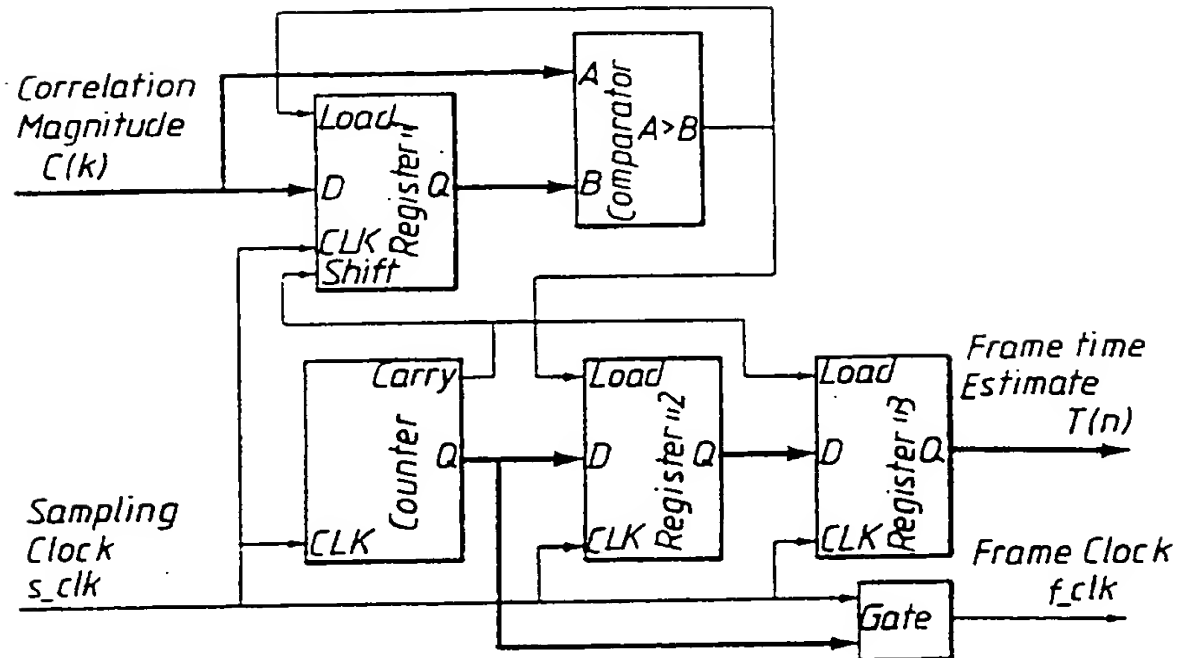 Correlation
Magnitude
C(k)
Load
D
Q
CLK
Shift
Register "1
A
B
A>B
Comparator
Carry
Q
CLK
Counter
Load
D
Q
CLK
Register "2
Load
D
Q
CLK
Register "3
Frame time
Estimate
T(n)
Sampling
Clock
s_clk
Gate
Frame Clock
f_clk